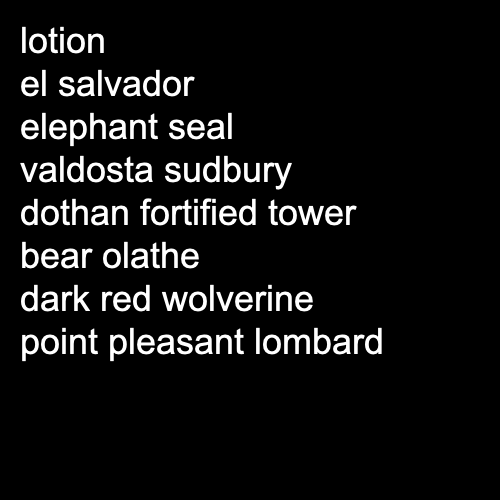 lotion
el salvador
elephant seal
valdosta sudbury
dothan fortified tower
bear olathe
dark red wolverine
point pleasant lombard